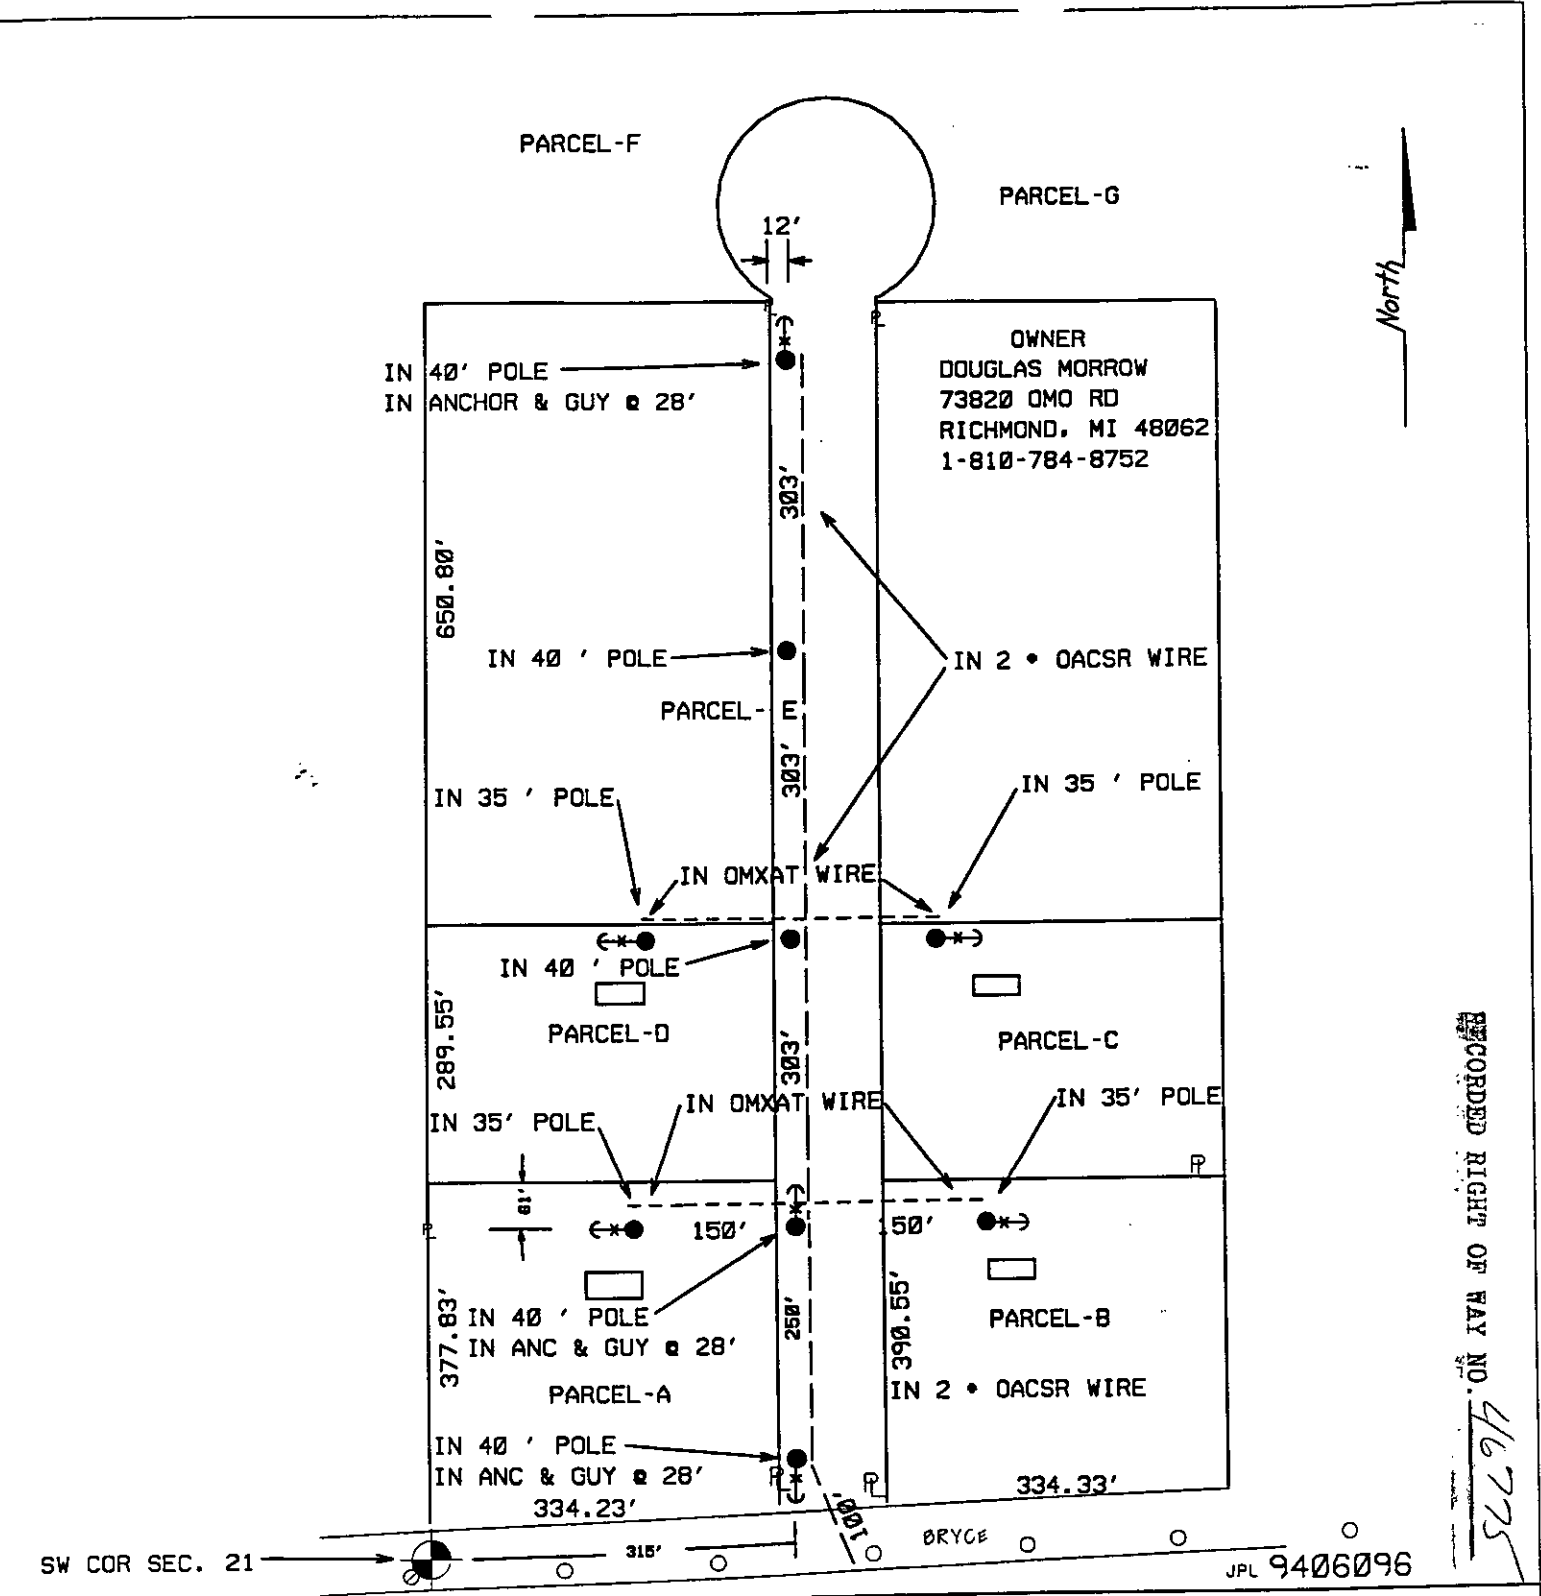 PARCEL-F
PARCEL-G
12'
North
OWNER
DOUGLAS MORROW
73820 OMO RD
RICHMOND, MI 48062
1-810-784-8752
IN 40' POLE
IN ANCHOR & GUY @ 28'
303'
650.80'
IN 40 ' POLE
IN 2 • OACSR WIRE
PARCEL- E
303'
IN 35 ' POLE
IN 35 ' POLE
IN OMXAT WIRE
IN 40 ' POLE
289.55'
PARCEL-D
PARCEL-C
303'
IN OMXAT WIRE
IN 35' POLE
IN 35' POLE
PL
61'
150'
150'
PL
377.83'
IN 40 ' POLE
IN ANC & GUY @ 28'
250'
390.55'
PARCEL-B
PARCEL-A
IN 2 • OACSR WIRE
IN 40 ' POLE
IN ANC & GUY @ 28'
PL
PL
334.23'
334.33'
100'
BRYCE
315'
SW COR SEC. 21
JPL 9406096
RECORDED RIGHT OF WAY NO. 46775